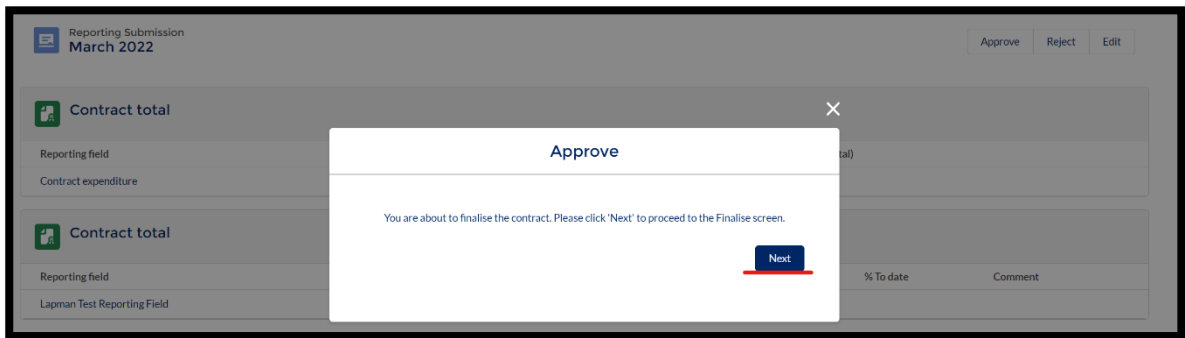 Reporting Submission
March 2022
Approve Reject Edit
Contract total
Reporting field
tal)
Contract expenditure
Approve
You are about to finalise the contract. Please click 'Next' to proceed to the Finalise screen.
Next
Contract total
Reporting field % To date Comment
Lapman Test Reporting Field